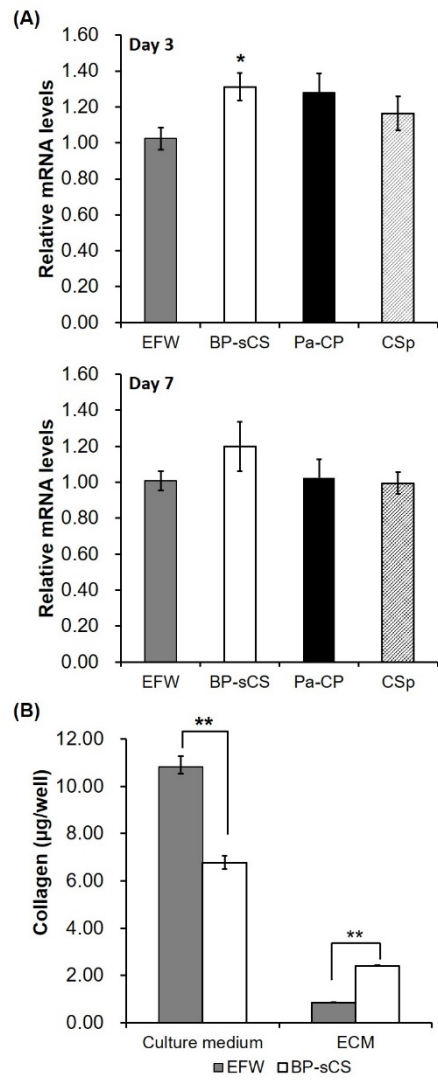 (A)
Day 3
*
Relative mRNA levels
1.60
1.40
1.20
1.00
0.80
0.60
0.40
0.20
0.00
EFW BP-sCS Pa-CP CSp
Day 7
Relative mRNA levels
1.60
1.40
1.20
1.00
0.80
0.60
0.40
0.20
0.00
EFW BP-sCS Pa-CP CSp
(B)
Collagen (µg/well)
12.00
10.00
8.00
6.00
4.00
2.00
0.00
**
**
Culture medium ECM
EFW BP-sCS